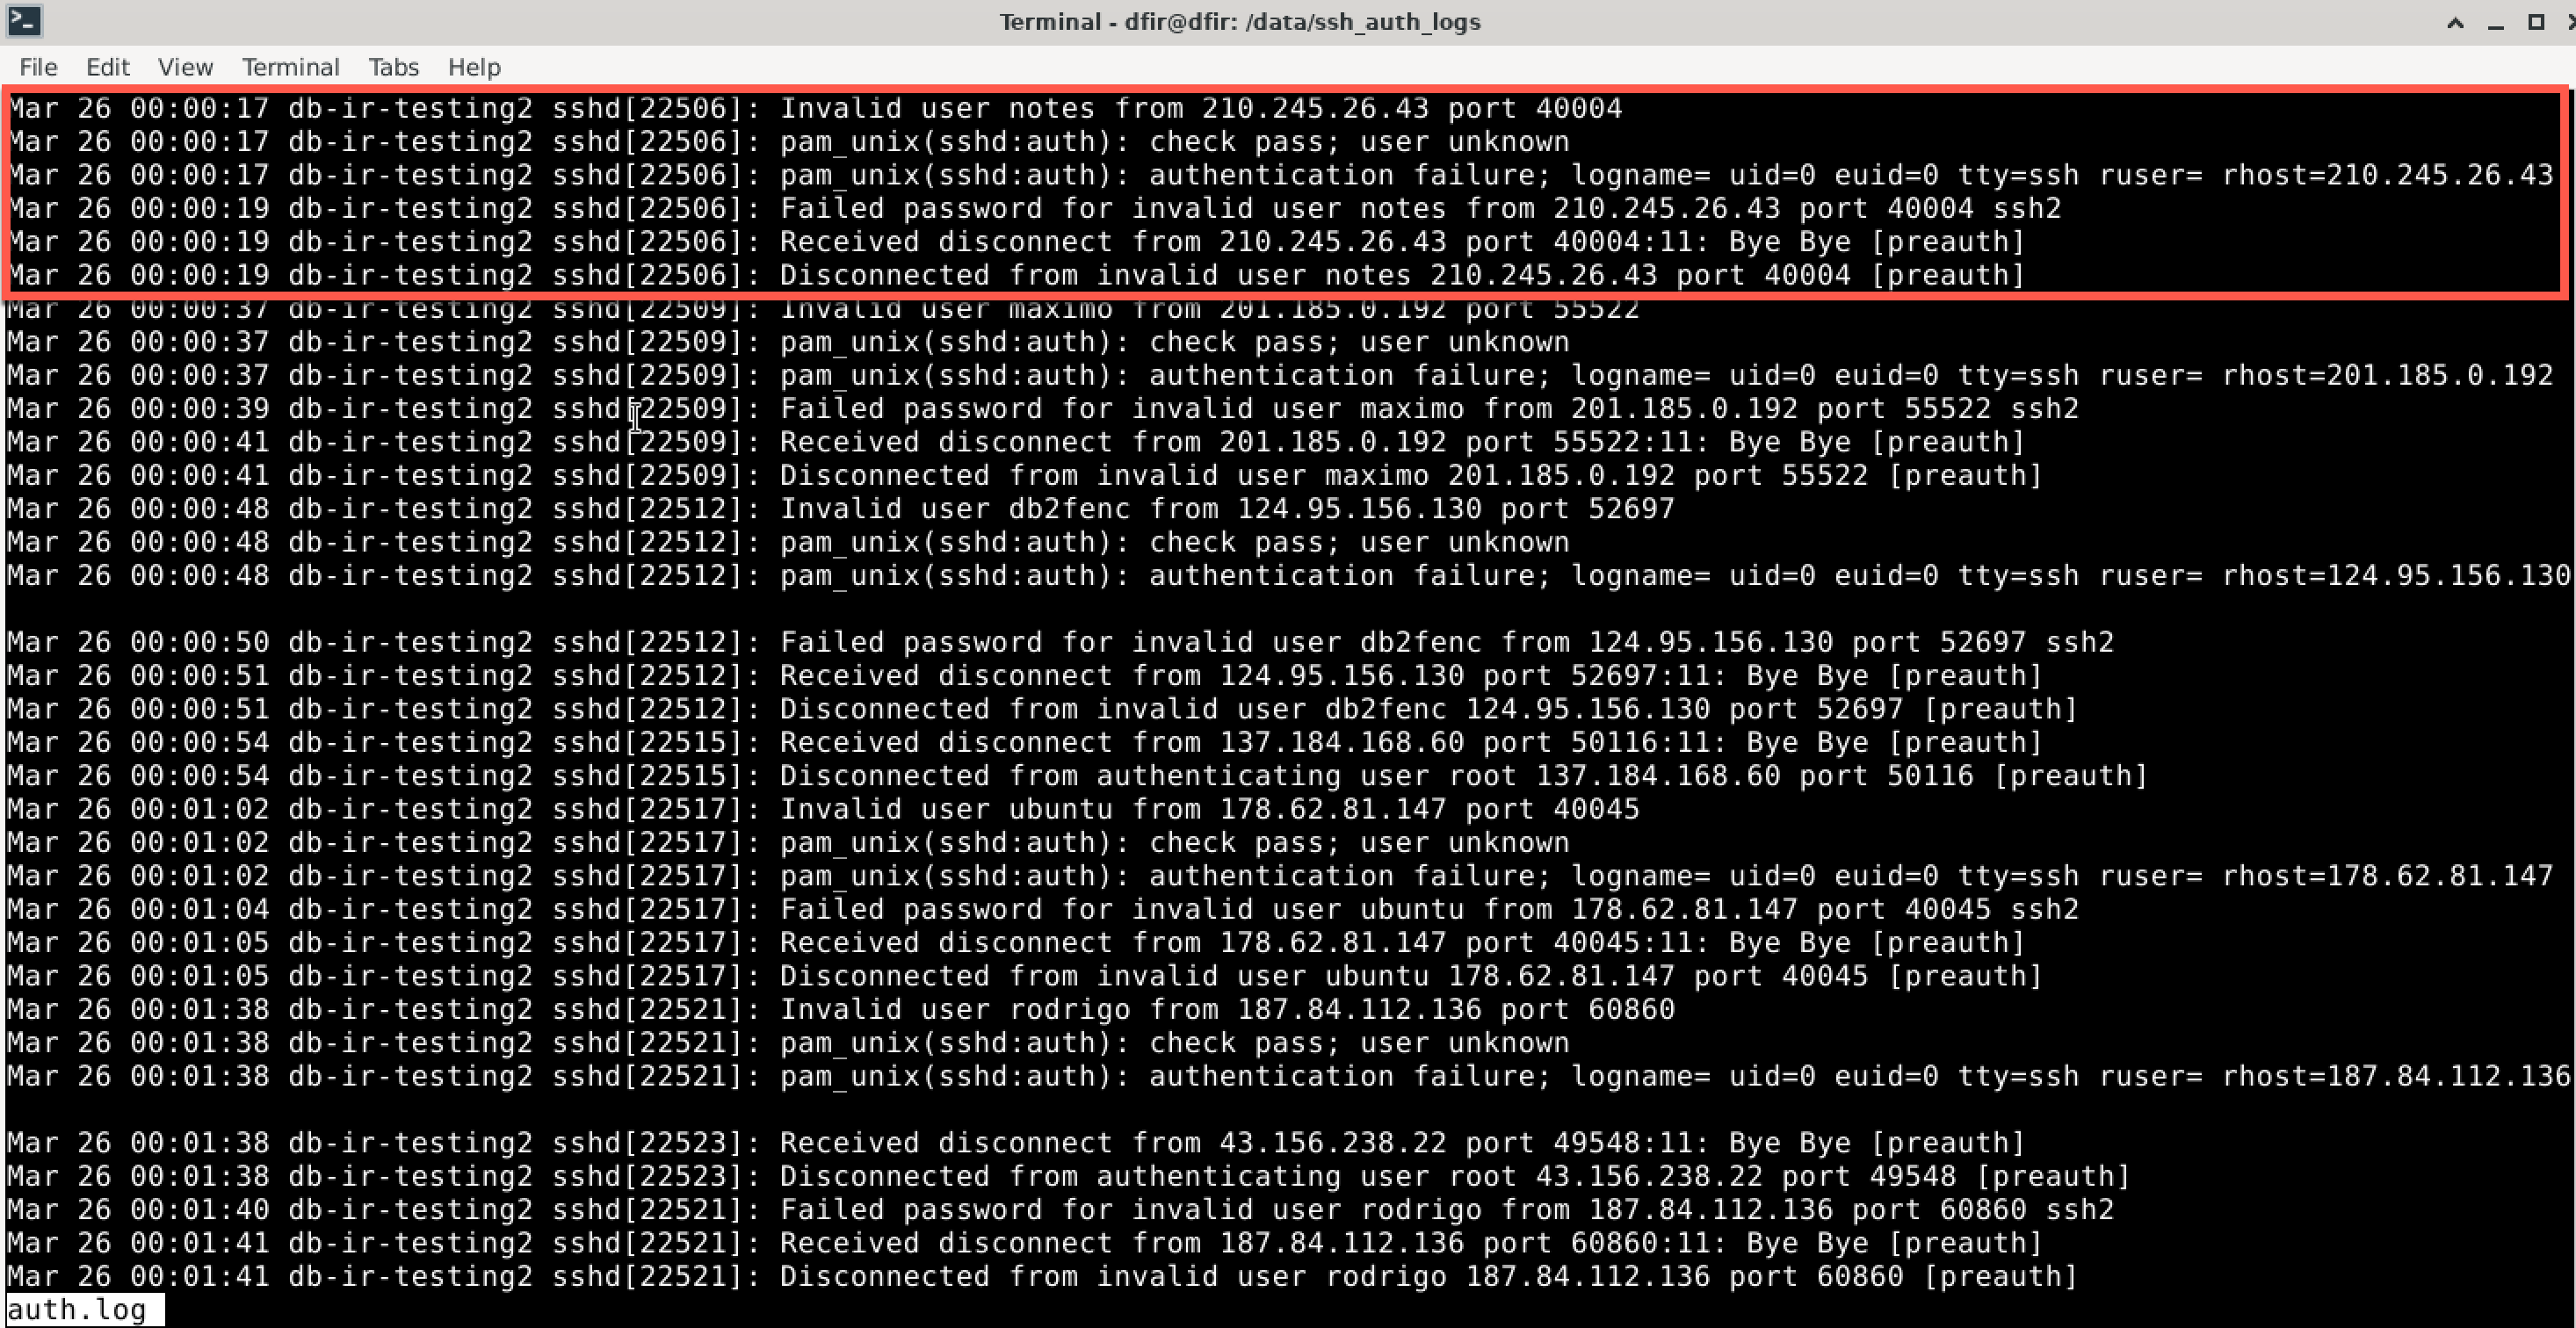 Terminal - dfir@dfir: /data/ssh_auth_logs
File Edit View Terminal Tabs Help
Mar 26 00:00:17 db-ir-testing2 sshd[22506]: Invalid user notes from 210.245.26.43 port 40004
Mar 26 00:00:17 db-ir-testing2 sshd[22506]: pam_unix(sshd:auth): check pass; user unknown
Mar 26 00:00:17 db-ir-testing2 sshd[22506]: pam_unix(sshd:auth): authentication failure; logname= uid=0 euid=0 tty=ssh ruser= rhost=210.245.26.43
Mar 26 00:00:19 db-ir-testing2 sshd[22506]: Failed password for invalid user notes from 210.245.26.43 port 40004 ssh2
Mar 26 00:00:19 db-ir-testing2 sshd[22506]: Received disconnect from 210.245.26.43 port 40004:11: Bye Bye [preauth]
Mar 26 00:00:19 db-ir-testing2 sshd[22506]: Disconnected from invalid user notes 210.245.26.43 port 40004 [preauth]
Mar 26 00:00:37 db-ir-testing2 sshd[22509]: Invalid user maximo from 201.185.0.192 port 55522
Mar 26 00:00:37 db-ir-testing2 sshd[22509]: pam_unix(sshd:auth): check pass; user unknown
Mar 26 00:00:37 db-ir-testing2 sshd[22509]: pam_unix(sshd:auth): authentication failure; logname= uid=0 euid=0 tty=ssh ruser= rhost=201.185.0.192
Mar 26 00:00:39 db-ir-testing2 sshd[22509]: Failed password for invalid user maximo from 201.185.0.192 port 55522 ssh2
Mar 26 00:00:41 db-ir-testing2 sshd[22509]: Received disconnect from 201.185.0.192 port 55522:11: Bye Bye [preauth]
Mar 26 00:00:41 db-ir-testing2 sshd[22509]: Disconnected from invalid user maximo 201.185.0.192 port 55522 [preauth]
Mar 26 00:00:48 db-ir-testing2 sshd[22512]: Invalid user db2fenc from 124.95.156.130 port 52697
Mar 26 00:00:48 db-ir-testing2 sshd[22512]: pam_unix(sshd:auth): check pass; user unknown
Mar 26 00:00:48 db-ir-testing2 sshd[22512]: pam_unix(sshd:auth): authentication failure; logname= uid=0 euid=0 tty=ssh ruser= rhost=124.95.156.130
Mar 26 00:00:50 db-ir-testing2 sshd[22512]: Failed password for invalid user db2fenc from 124.95.156.130 port 52697 ssh2
Mar 26 00:00:51 db-ir-testing2 sshd[22512]: Received disconnect from 124.95.156.130 port 52697:11: Bye Bye [preauth]
Mar 26 00:00:51 db-ir-testing2 sshd[22512]: Disconnected from invalid user db2fenc 124.95.156.130 port 52697 [preauth]
Mar 26 00:00:54 db-ir-testing2 sshd[22515]: Received disconnect from 137.184.168.60 port 50116:11: Bye Bye [preauth]
Mar 26 00:00:54 db-ir-testing2 sshd[22515]: Disconnected from authenticating user root 137.184.168.60 port 50116 [preauth]
Mar 26 00:01:02 db-ir-testing2 sshd[22517]: Invalid user ubuntu from 178.62.81.147 port 40045
Mar 26 00:01:02 db-ir-testing2 sshd[22517]: pam_unix(sshd:auth): check pass; user unknown
Mar 26 00:01:02 db-ir-testing2 sshd[22517]: pam_unix(sshd:auth): authentication failure; logname= uid=0 euid=0 tty=ssh ruser= rhost=178.62.81.147
Mar 26 00:01:04 db-ir-testing2 sshd[22517]: Failed password for invalid user ubuntu from 178.62.81.147 port 40045 ssh2
Mar 26 00:01:05 db-ir-testing2 sshd[22517]: Received disconnect from 178.62.81.147 port 40045:11: Bye Bye [preauth]
Mar 26 00:01:05 db-ir-testing2 sshd[22517]: Disconnected from invalid user ubuntu 178.62.81.147 port 40045 [preauth]
Mar 26 00:01:38 db-ir-testing2 sshd[22521]: Invalid user rodrigo from 187.84.112.136 port 60860
Mar 26 00:01:38 db-ir-testing2 sshd[22521]: pam_unix(sshd:auth): check pass; user unknown
Mar 26 00:01:38 db-ir-testing2 sshd[22521]: pam_unix(sshd:auth): authentication failure; logname= uid=0 euid=0 tty=ssh ruser= rhost=187.84.112.136
Mar 26 00:01:38 db-ir-testing2 sshd[22523]: Received disconnect from 43.156.238.22 port 49548:11: Bye Bye [preauth]
Mar 26 00:01:38 db-ir-testing2 sshd[22523]: Disconnected from authenticating user root 43.156.238.22 port 49548 [preauth]
Mar 26 00:01:40 db-ir-testing2 sshd[22521]: Failed password for invalid user rodrigo from 187.84.112.136 port 60860 ssh2
Mar 26 00:01:41 db-ir-testing2 sshd[22521]: Received disconnect from 187.84.112.136 port 60860:11: Bye Bye [preauth]
Mar 26 00:01:41 db-ir-testing2 sshd[22521]: Disconnected from invalid user rodrigo 187.84.112.136 port 60860 [preauth]
auth.log